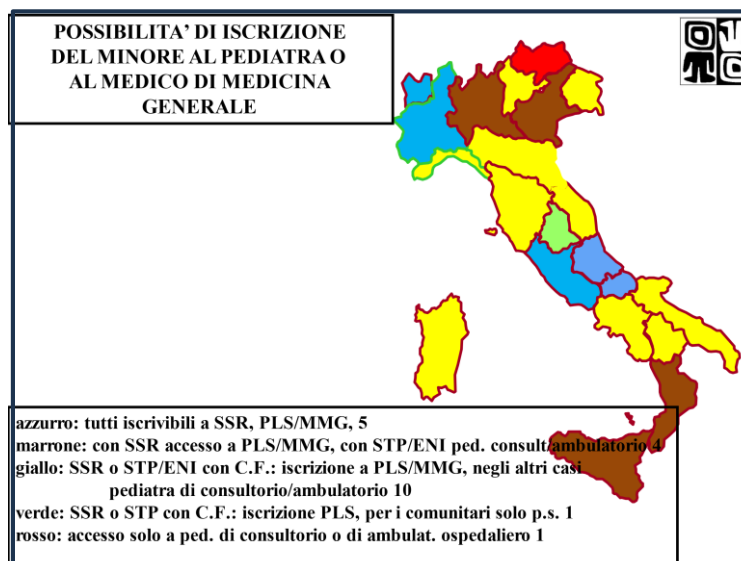 POSSIBILITA’ DI ISCRIZIONE
DEL MINORE AL PEDIATRA O
AL MEDICO DI MEDICINA
GENERALE
azzurro: tutti iscrivibili a SSR, PLS/MMG, 5
marrone: con SSR accesso a PLS/MMG, con STP/ENI ped. consult/ambulatorio 4
giallo: SSR o STP/ENI con C.F.: iscrizione a PLS/MMG, negli altri casi
pediatra di consultorio/ambulatorio 10
verde: SSR o STP con C.F.: iscrizione PLS, per i comunitari solo p.s. 1
rosso: accesso solo a ped. di consultorio o di ambulat. ospedaliero 1